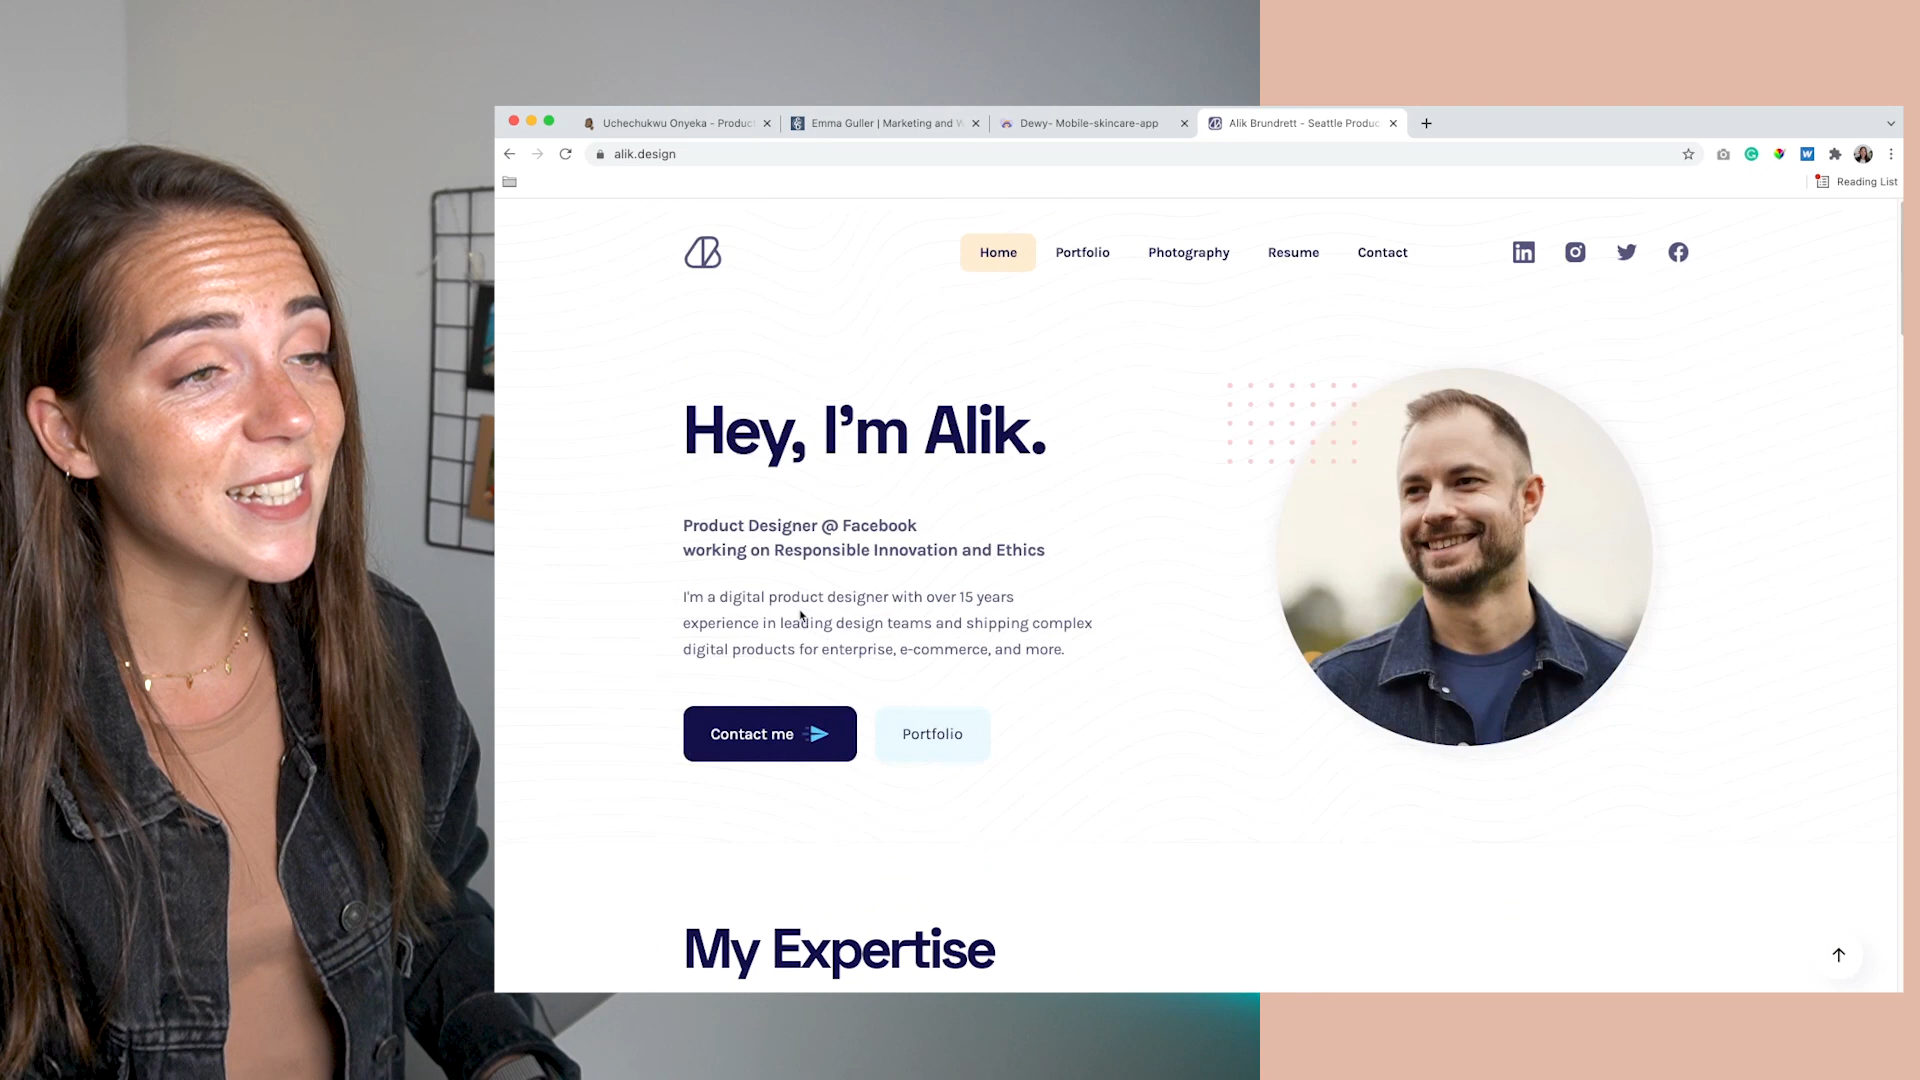 Uchechukwu Onyeka - Produc
Emma Guller | Marketing and
Dewy- Mobile-skincare-app
Alik Brundrett - Seattle Produc
alik.design
Reading List
Home
Portfolio
Photography
Resume
Contact
Hey, I'm Alik.
Product Designer @ Facebook
working on Responsible Innovation and Ethics
I'm a digital product designer with over 15 years
experience in leading design teams and shipping complex
digital products for enterprise, e-commerce, and more.
Contact me
Portfolio
My Expertise